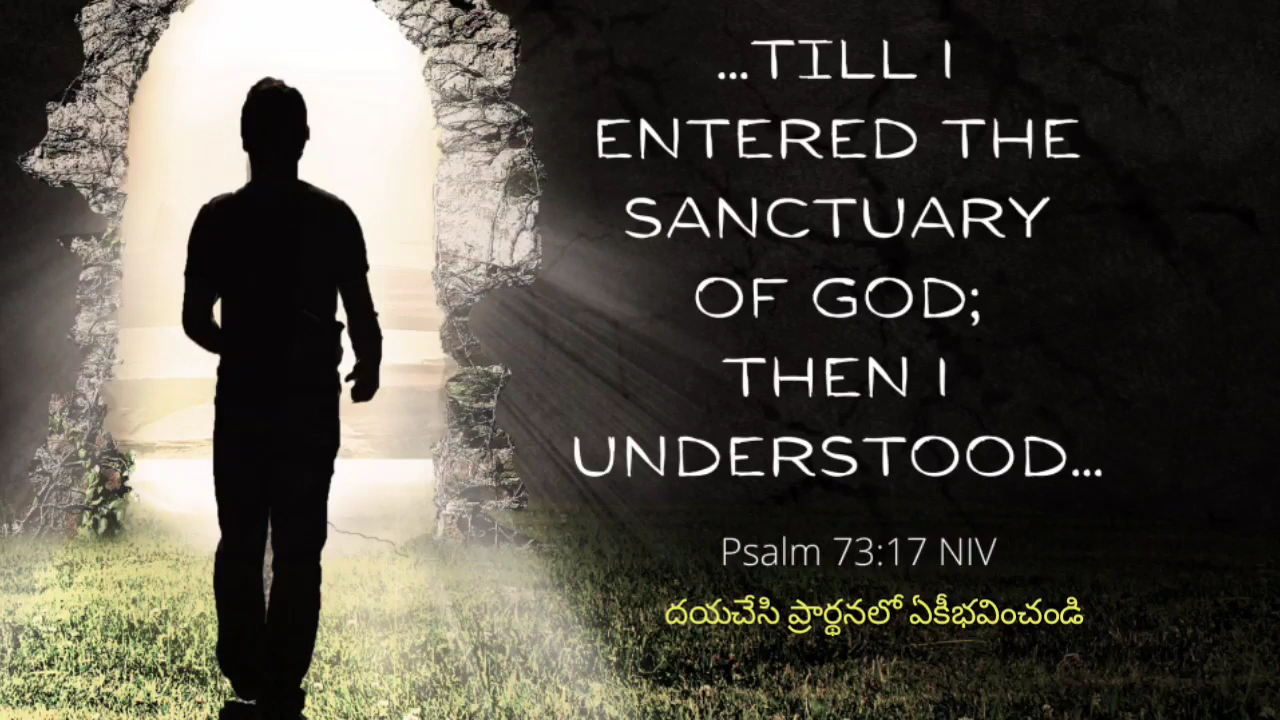 ...TILL I
ENTERED THE
SANCTUARY
OF GOD;
THEN I
UNDERSTOOD...
Psalm 73:17 NIV
దయచేసి ప్రార్థనలో ఏకీభవించండి